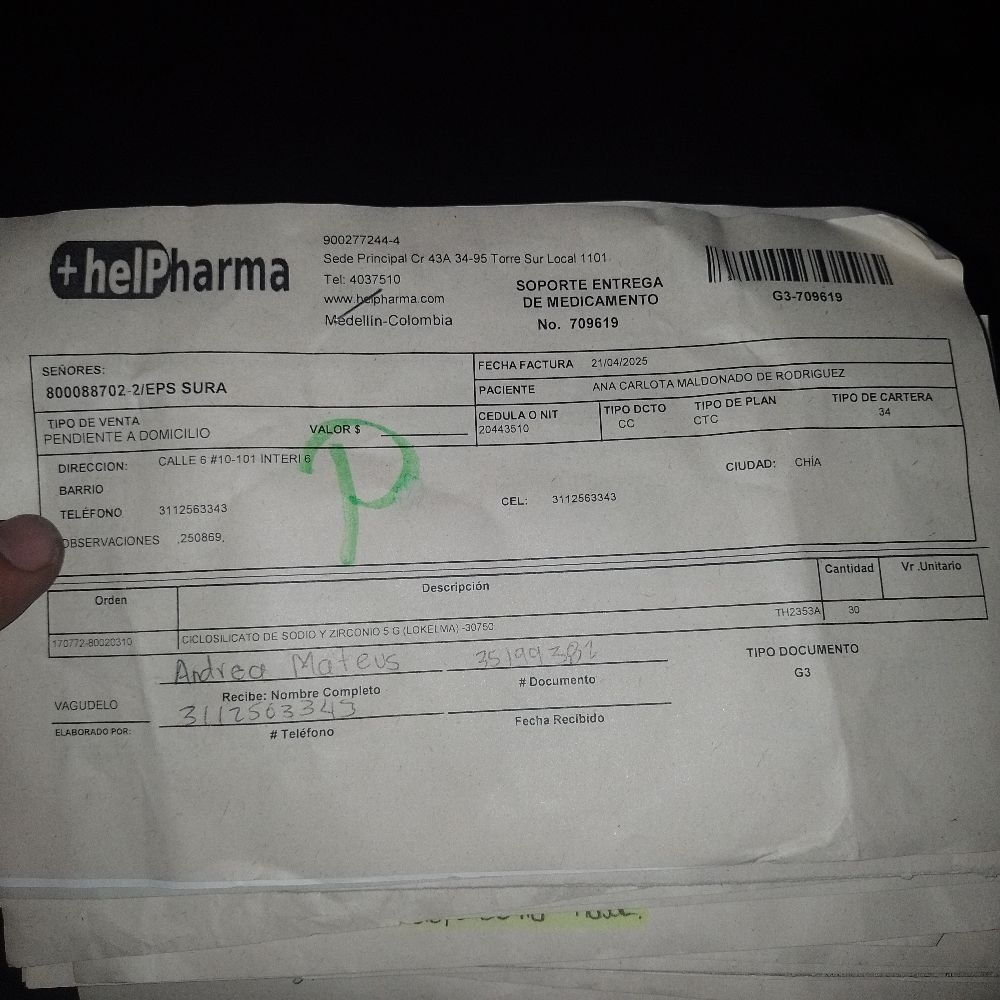 +helPharma
900277244-4
Sede Principal Cr 43A 34-95 Torre Sur Local 1101
Tel: 4037510
www.helpharma.com
Medellín-Colombia
SOPORTE ENTREGA
DE MEDICAMENTO
No. 709619
G3-709619
SEÑORES:
800088702-2/EPS SURA
FECHA FACTURA 21/04/2025
PACIENTE ANA CARLOTA MALDONADO DE RODRIGUEZ
TIPO DE VENTA
PENDIENTE A DOMICILIO
VALOR $
CEDULA O NIT
20443510
TIPO DCTO
CC
TIPO DE PLAN
CTC
TIPO DE CARTERA
34
P
DIRECCION: CALLE 6 #10-101 INTERI 6
CIUDAD: CHÍA
BARRIO
TELÉFONO 3112563343
CEL: 3112563343
OBSERVACIONES .250869,
Orden Descripción Cantidad Vr .Unitario
170772-80020310 CICLOSILICATO DE SODIO Y ZIRCONIO 5 G (LOKELMA) -30750 TH2353A 30
Andrea Mateus 35199381
Recibe: Nombre Completo # Documento
TIPO DOCUMENTO
G3
VAGUDELO 3112563343
ELABORADO POR: # Teléfono Fecha Recibido